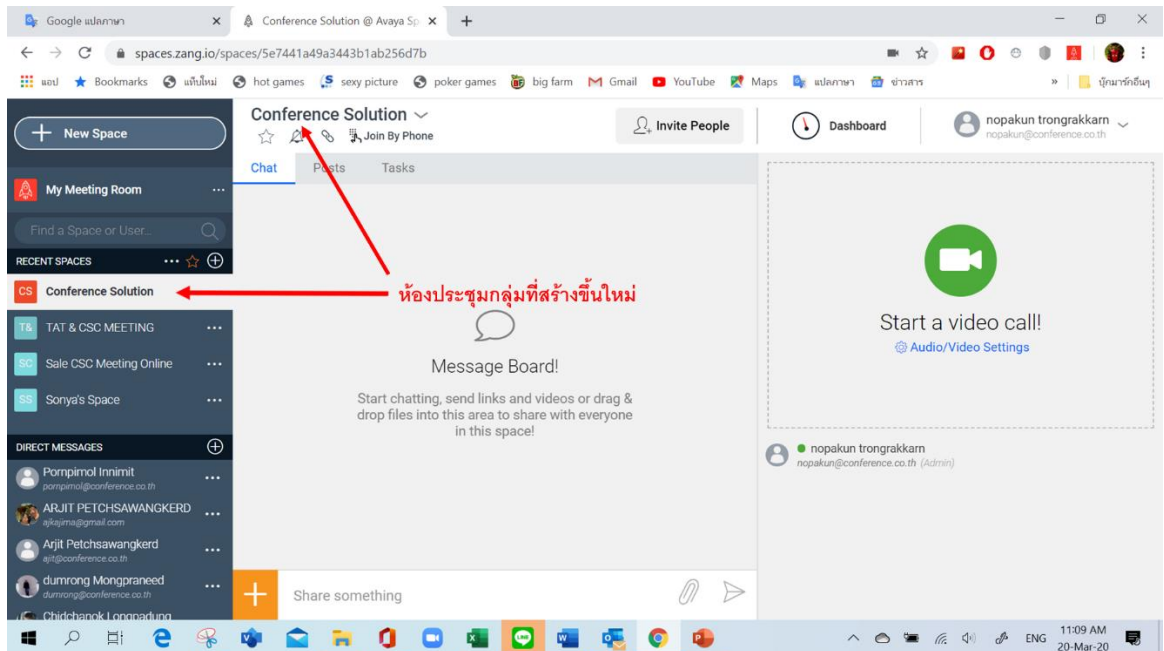 Google แปลภาษา
Conference Solution @ Avaya Sp
spaces.zang.io/spaces/5e7441a49a3443b1ab256d7b
แอป
Bookmarks
แท็บใหม่
hot games
sexy picture
poker games
big farm
Gmail
YouTube
Maps
แปลภาษา
ข่าวสาร
»
บุ๊กมาร์กอื่นๆ
New Space
Conference Solution
Join By Phone
Invite People
Dashboard
nopakun trongrakkarn
nopakun@conference.co.th
My Meeting Room
Find a Space or User...
RECENT SPACES
CS Conference Solution
T& TAT & CSC MEETING
SC Sale CSC Meeting Online
SS Sonya's Space
DIRECT MESSAGES
Pornpimol Innimit
pornpimol@conference.co.th
ARJIT PETCHSAWANGKERD
ajkajima@gmail.com
Arjit Petchsawangkerd
ajit@conference.co.th
dumrong Mongpraneed
dumrong@conference.co.th
Chidchanok Longpadung
Chat
Posts
Tasks
ห้องประชุมกลุ่มที่สร้างขึ้นใหม่
Message Board!
Start chatting, send links and videos or drag &
drop files into this area to share with everyone
in this space!
Share something
Start a video call!
Audio/Video Settings
nopakun trongrakkarn
nopakun@conference.co.th (Admin)
LINE
ENG
11:09 AM
20-Mar-20